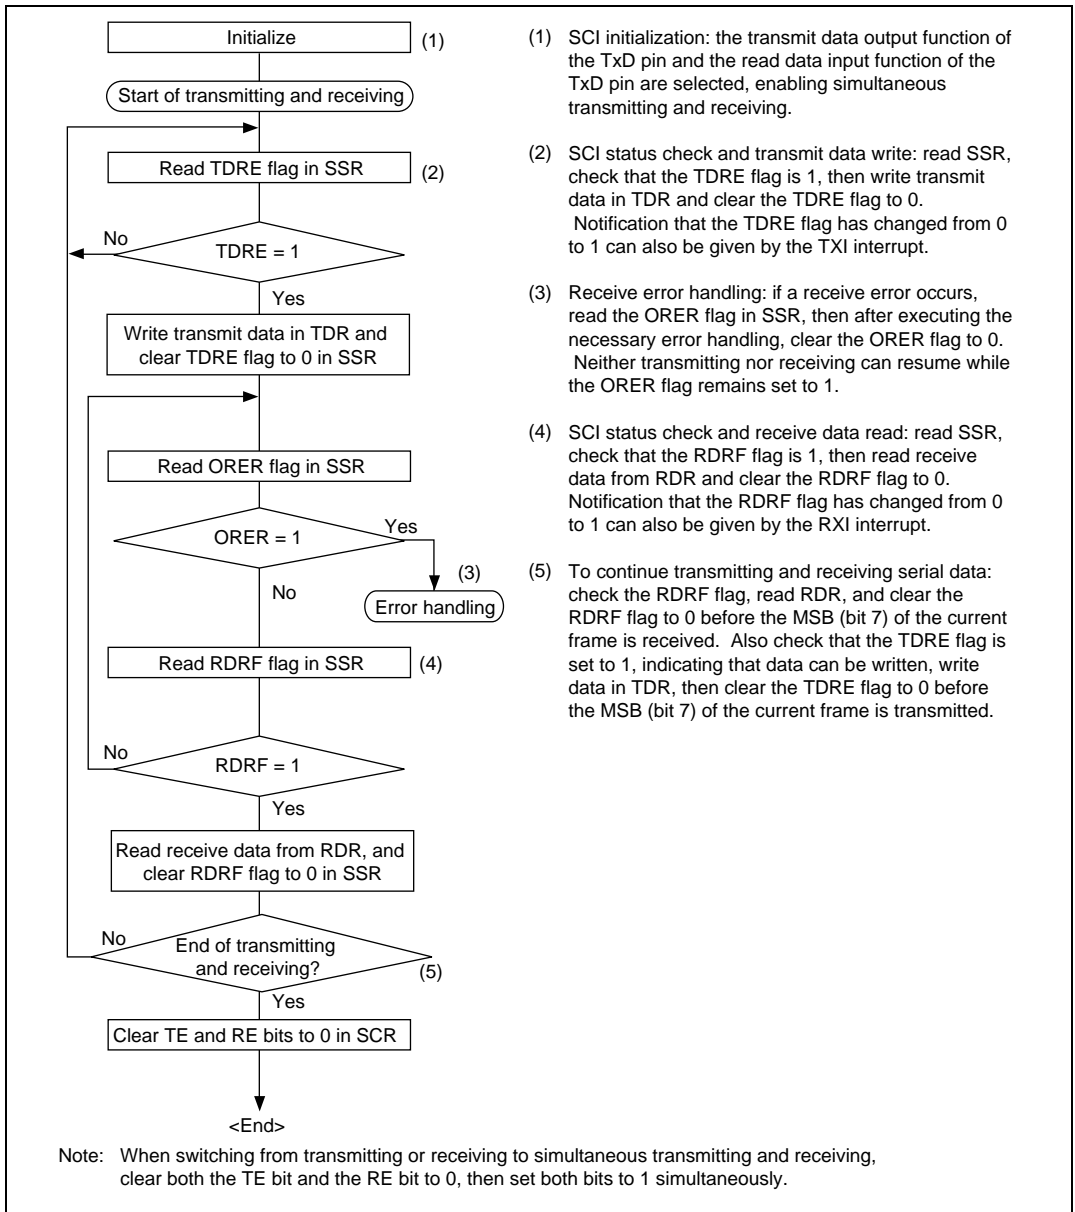 Initialize
(1)
Start of transmitting and receiving
Read TDRE flag in SSR
(2)
No
TDRE = 1
Yes
Write transmit data in TDR and
clear TDRE flag to 0 in SSR
Read ORER flag in SSR
ORER = 1
Yes
(3)
No
Error handling
Read RDRF flag in SSR
(4)
No
RDRF = 1
Yes
Read receive data from RDR, and
clear RDRF flag to 0 in SSR
No
End of transmitting
and receiving?
(5)
Yes
Clear TE and RE bits to 0 in SCR
<End>
(1) SCI initialization: the transmit data output function of
the TxD pin and the read data input function of the
TxD pin are selected, enabling simultaneous
transmitting and receiving.
(2) SCI status check and transmit data write: read SSR,
check that the TDRE flag is 1, then write transmit
data in TDR and clear the TDRE flag to 0.
Notification that the TDRE flag has changed from 0
to 1 can also be given by the TXI interrupt.
(3) Receive error handling: if a receive error occurs,
read the ORER flag in SSR, then after executing the
necessary error handling, clear the ORER flag to 0.
Neither transmitting nor receiving can resume while
the ORER flag remains set to 1.
(4) SCI status check and receive data read: read SSR,
check that the RDRF flag is 1, then read receive
data from RDR and clear the RDRF flag to 0.
Notification that the RDRF flag has changed from 0
to 1 can also be given by the RXI interrupt.
(5) To continue transmitting and receiving serial data:
check the RDRF flag, read RDR, and clear the
RDRF flag to 0 before the MSB (bit 7) of the current
frame is received. Also check that the TDRE flag is
set to 1, indicating that data can be written, write
data in TDR, then clear the TDRE flag to 0 before
the MSB (bit 7) of the current frame is transmitted.
Note: When switching from transmitting or receiving to simultaneous transmitting and receiving,
clear both the TE bit and the RE bit to 0, then set both bits to 1 simultaneously.